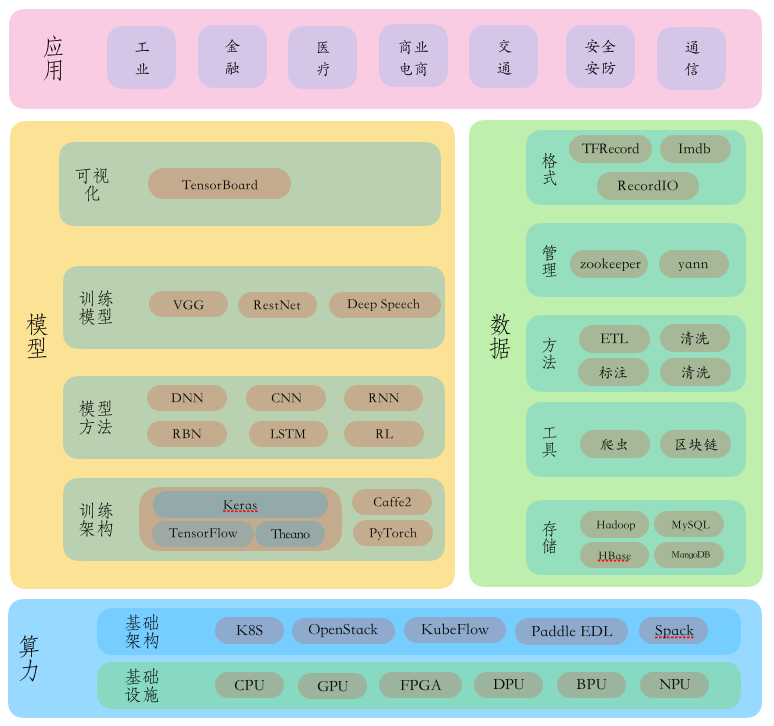 应用
工业
金融
医疗
商业电商
交通
安全安防
通信
模型
可视化
TensorBoard
训练模型
VGG
RestNet
Deep Speech
模型方法
DNN
CNN
RNN
RBN
LSTM
RL
训练架构
Keras
TensorFlow
Theano
Caffe2
PyTorch
数据
格式
TFRecord
Imdb
RecordIO
管理
zookeeper
yann
方法
ETL
清洗
标注
清洗
工具
爬虫
区块链
存储
Hadoop
MySQL
HBase
MangoDB
算力
基础架构
K8S
OpenStack
KubeFlow
Paddle EDL
Spack
基础设施
CPU
GPU
FPGA
DPU
BPU
NPU